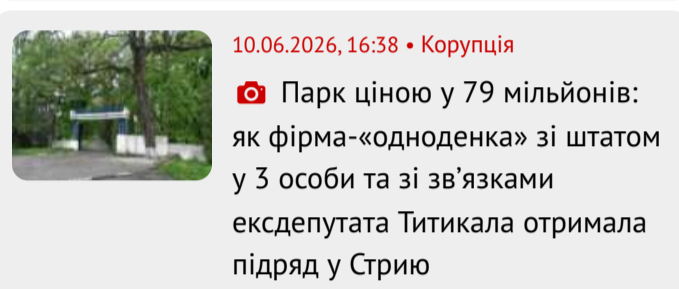 10.06.2026, 16:38 • Корупція
Парк ціною у 79 мільйонів:
як фірма-«одноденка» зі штатом
у 3 особи та зі зв’язками
ексдепутата Титикала отримала
підряд у Стрию